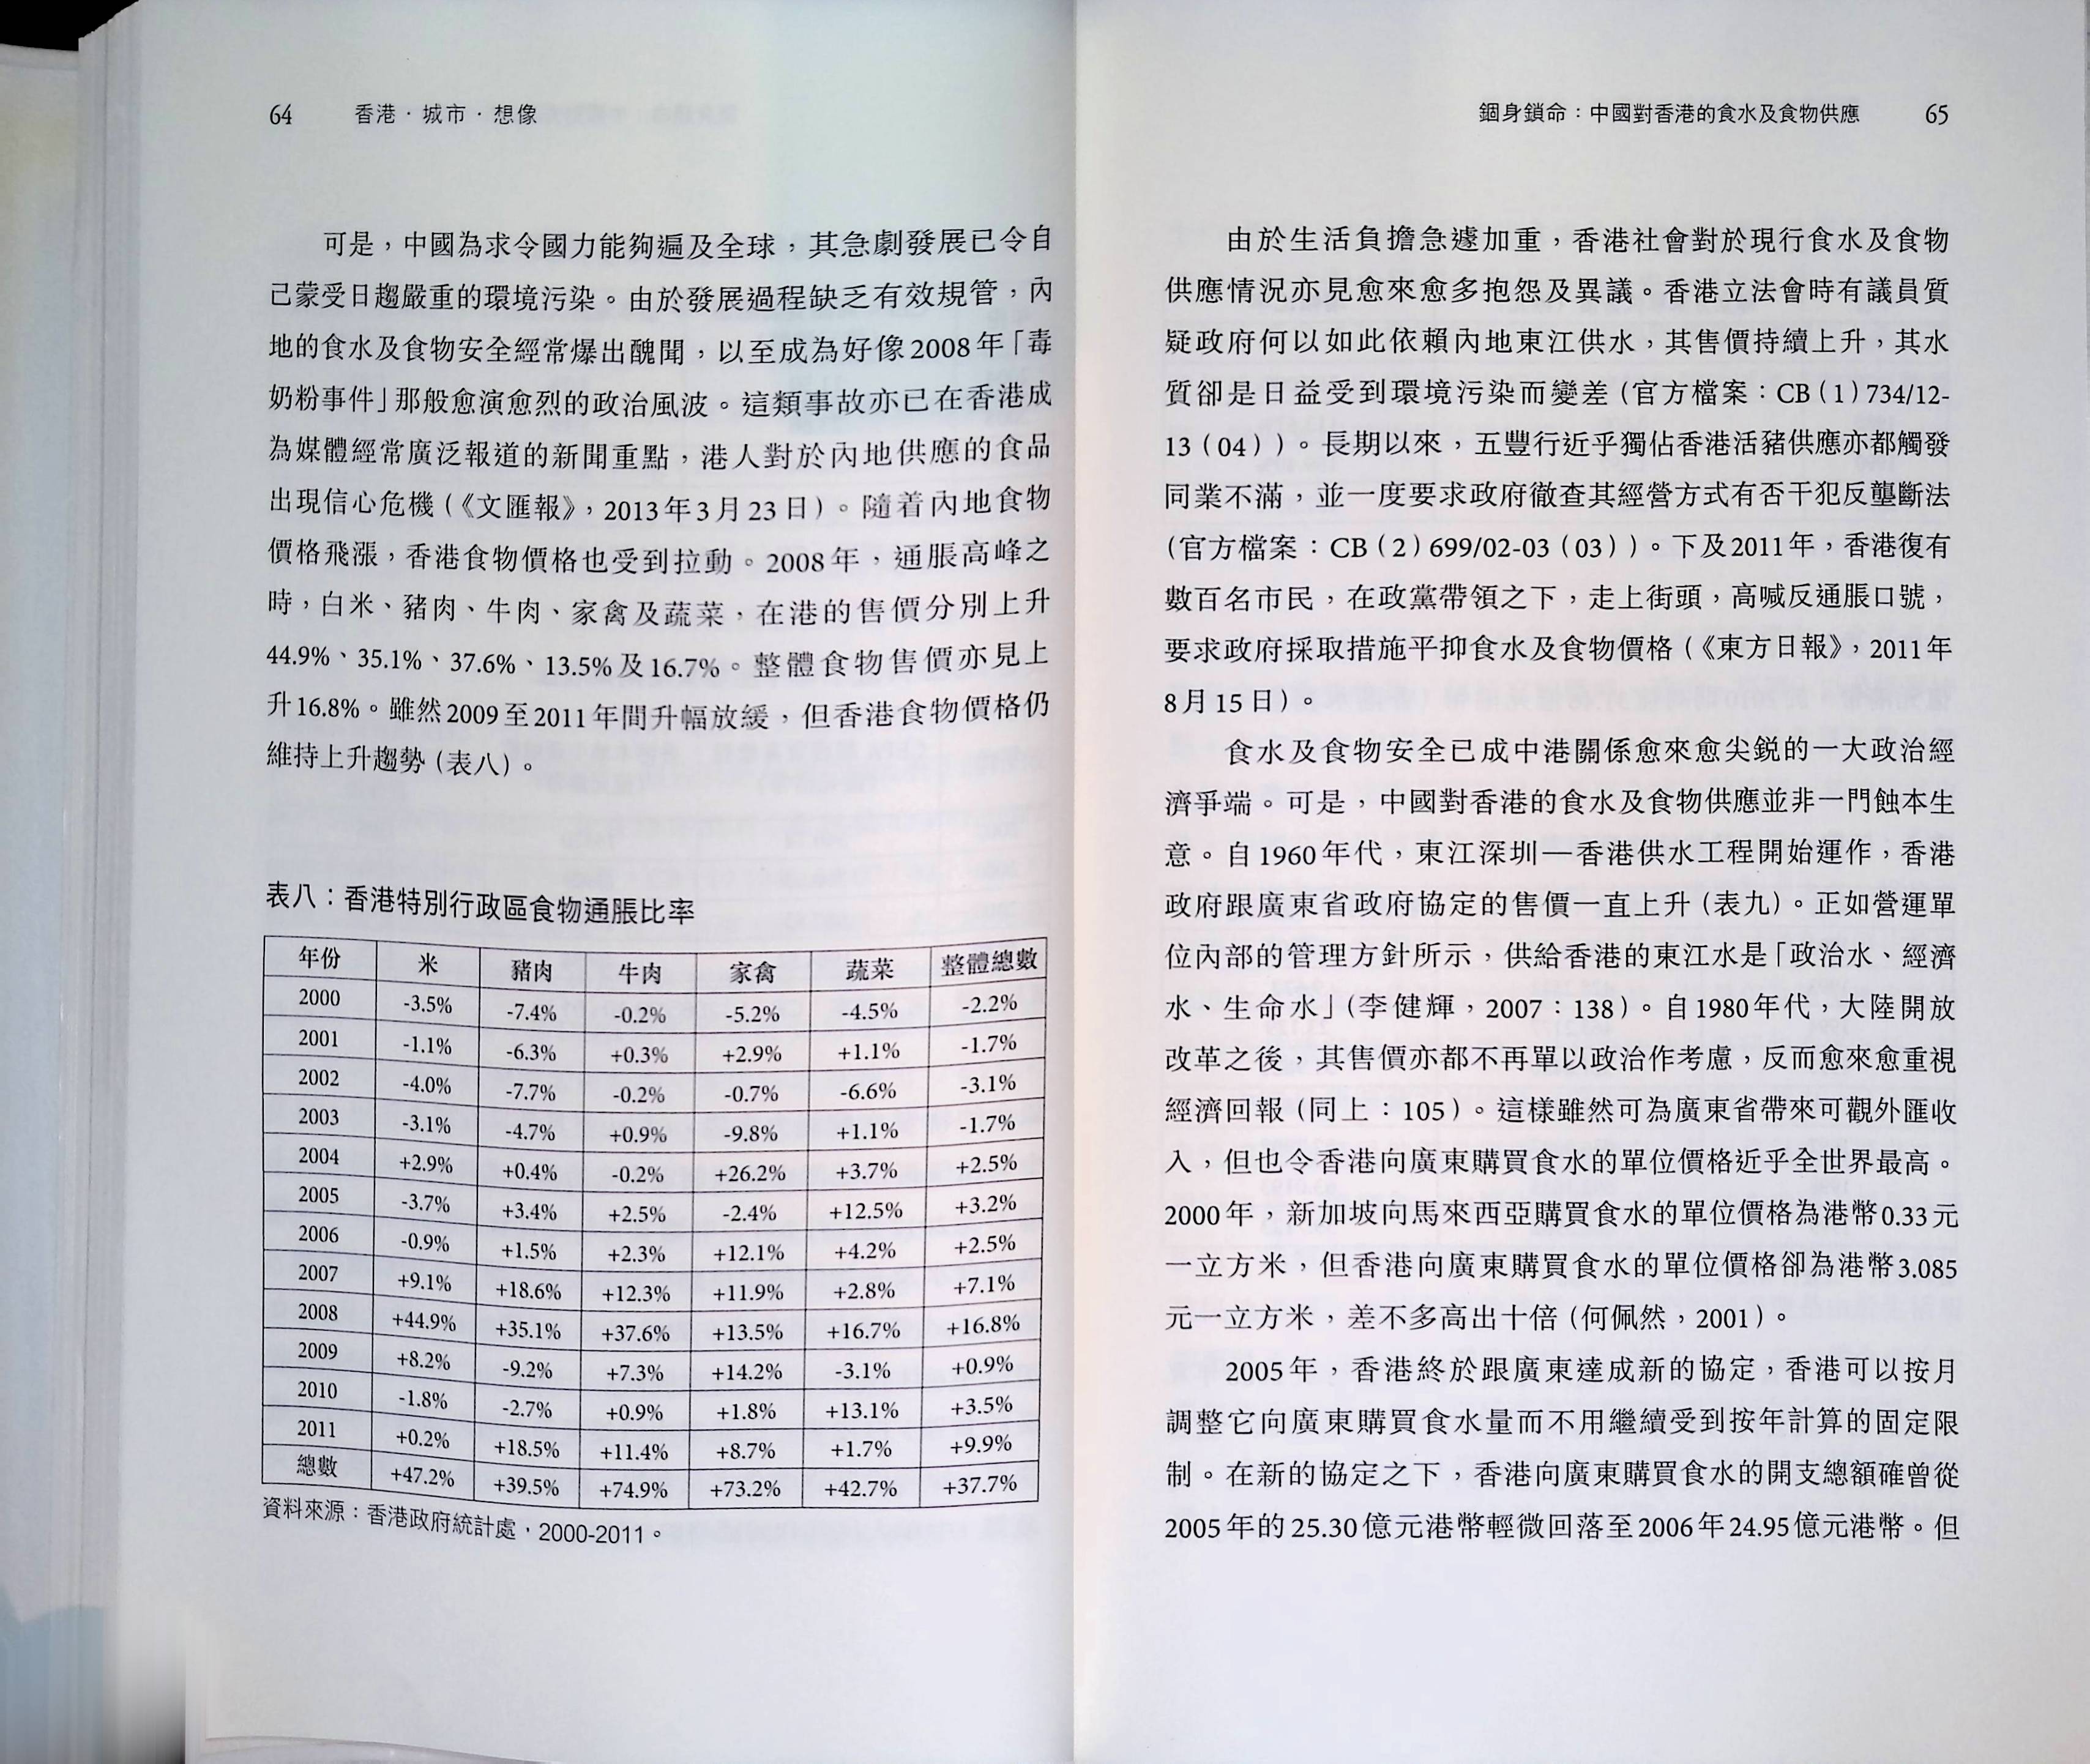 64 香港·城市·想像
可是，中國為求令國力能夠遍及全球，其急劇發展已令自
己蒙受日趨嚴重的環境污染。由於發展過程缺乏有效規管，內
地的食水及食物安全經常爆出醜聞，以至成為好像2008年「毒
奶粉事件」那般愈演愈烈的政治風波。這類事故亦已在香港成
為媒體經常廣泛報道的新聞重點，港人對於內地供應的食品
出現信心危機（《文匯報》，2013年3月23日）。隨着內地食物
價格飛漲，香港食物價格也受到拉動。2008年，通脹高峰之
時，白米、豬肉、牛肉、家禽及蔬菜，在港的售價分別上升
44.9%、35.1%、37.6%、13.5%及16.7%。整體食物售價亦見上
升16.8%。雖然2009至2011年間升幅放緩，但香港食物價格仍
維持上升趨勢（表八）。
表八：香港特別行政區食物通脹比率
年份 米 豬肉 牛肉 家禽 蔬菜 整體總數
2000 -3.5% -7.4% -0.2% -5.2% -4.5% -2.2%
2001 -1.1% -6.3% +0.3% +2.9% +1.1% -1.7%
2002 -4.0% -7.7% -0.2% -0.7% -6.6% -3.1%
2003 -3.1% -4.7% +0.9% -9.8% +1.1% -1.7%
2004 +2.9% +0.4% -0.2% +26.2% +3.7% +2.5%
2005 -3.7% +3.4% +2.5% -2.4% +12.5% +3.2%
2006 -0.9% +1.5% +2.3% +12.1% +4.2% +2.5%
2007 +9.1% +18.6% +12.3% +11.9% +2.8% +7.1%
2008 +44.9% +35.1% +37.6% +13.5% +16.7% +16.8%
2009 +8.2% -9.2% +7.3% +14.2% -3.1% +0.9%
2010 -1.8% -2.7% +0.9% +1.8% +13.1% +3.5%
2011 +0.2% +18.5% +11.4% +8.7% +1.7% +9.9%
總數 +47.2% +39.5% +74.9% +73.2% +42.7% +37.7%
資料來源：香港政府統計處，2000-2011。
錮身鎖命：中國對香港的食水及食物供應 65
由於生活負擔急遽加重，香港社會對於現行食水及食物
供應情況亦見愈來愈多抱怨及異議。香港立法會時有議員質
疑政府何以如此依賴內地東江供水，其售價持續上升，其水
質卻是日益受到環境污染而變差（官方檔案：CB（1）734/12-
13（04））。長期以來，五豐行近乎獨佔香港活豬供應亦都觸發
同業不滿，並一度要求政府徹查其經營方式有否干犯反壟斷法
（官方檔案：CB（2）699/02-03（03））。下及2011年，香港復有
數百名市民，在政黨帶領之下，走上街頭，高喊反通脹口號，
要求政府採取措施平抑食水及食物價格（《東方日報》，2011年
8月15日）。
食水及食物安全已成中港關係愈來愈尖銳的一大政治經
濟爭端。可是，中國對香港的食水及食物供應並非一門蝕本生
意。自1960年代，東江深圳—香港供水工程開始運作，香港
政府跟廣東省政府協定的售價一直上升（表九）。正如營運單
位內部的管理方針所示，供給香港的東江水是「政治水、經濟
水、生命水」（李健輝，2007：138）。自1980年代，大陸開放
改革之後，其售價亦都不再單以政治作考慮，反而愈來愈重視
經濟回報（同上：105）。這樣雖然可為廣東省帶來可觀外匯收
入，但也令香港向廣東購買食水的單位價格近乎全世界最高。
2000年，新加坡向馬來西亞購買食水的單位價格為港幣0.33元
一立方米，但香港向廣東購買食水的單位價格卻為港幣3.085
元一立方米，差不多高出十倍（何佩然，2001）。
2005年，香港終於跟廣東達成新的協定，香港可以按月
調整它向廣東購買食水量而不用繼續受到按年計算的固定限
制。在新的協定之下，香港向廣東購買食水的開支總額確曾從
2005年的25.30億元港幣輕微回落至2006年24.95億元港幣。但